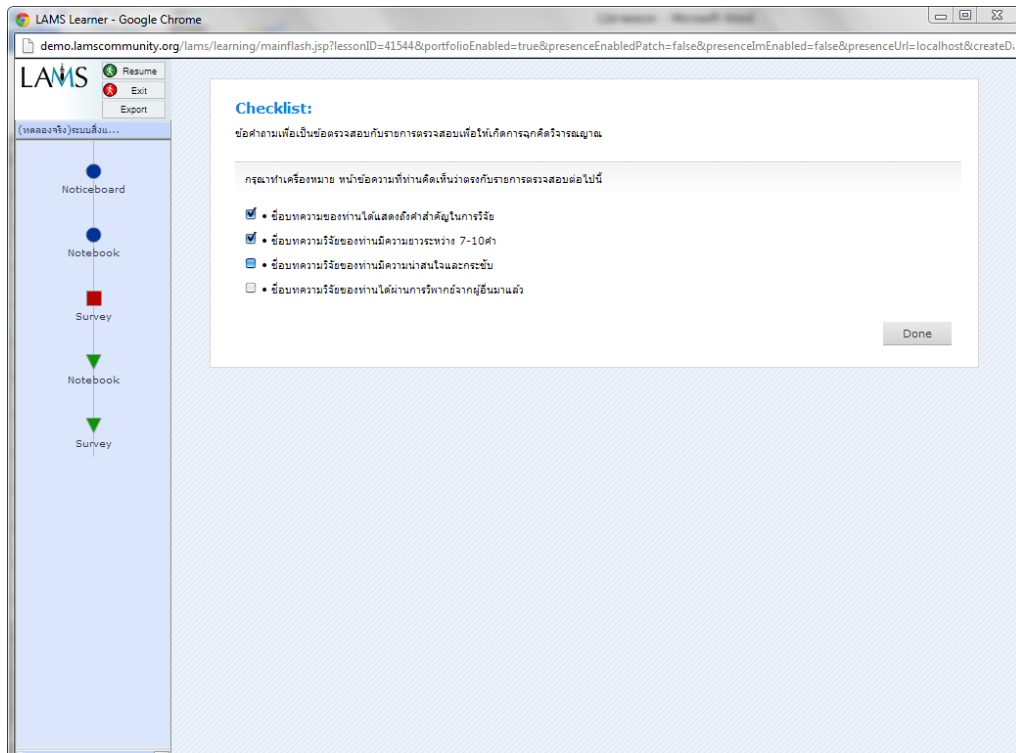 LAMS Learner - Google Chrome
demo.lamscommunity.org/lams/learning/mainflash.jsp?lessonID=41544&portfolioEnabled=true&presenceEnabledPatch=false&presenceImEnabled=false&presenceUrl=localhost&createDa
LAMS
Resume
Exit
Export
(ทดลองจริง)ระบบสิ่งแ...
Noticeboard
Notebook
Survey
Notebook
Survey
Checklist:
ข้อคำถามเพื่อเป็นข้อตรวจสอบกับรายการตรวจสอบเพื่อให้เกิดการฉุกคิดวิจารณญาณ
กรุณาทำเครื่องหมาย หน้าข้อความที่ท่านคิดเห็นว่าตรงกับรายการตรวจสอบต่อไปนี้
• ชื่อบทความของท่านได้แสดงถึงคำสำคัญในการวิจัย
• ชื่อบทความวิจัยของท่านมีความยาวระหว่าง 7-10คำ
• ชื่อบทความวิจัยของท่านมีความน่าสนใจและกระชับ
• ชื่อบทความวิจัยของท่านได้ผ่านการวิพากย์จากผู้อื่นมาแล้ว
Done